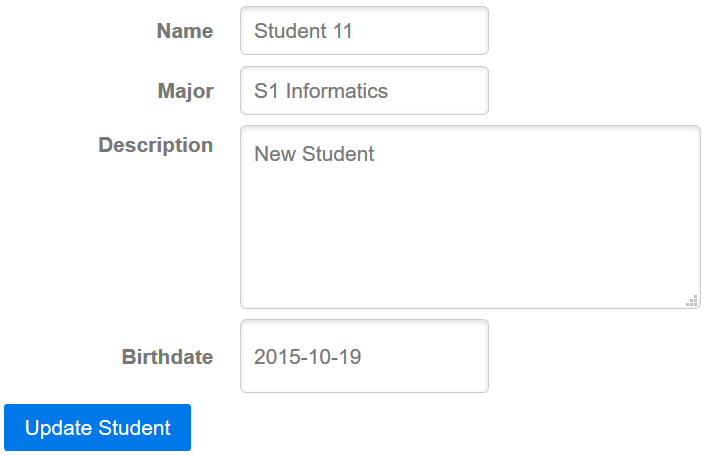 Name Student 11
Major S1 Informatics
Description New Student
Birthdate 2015-10-19
Update Student